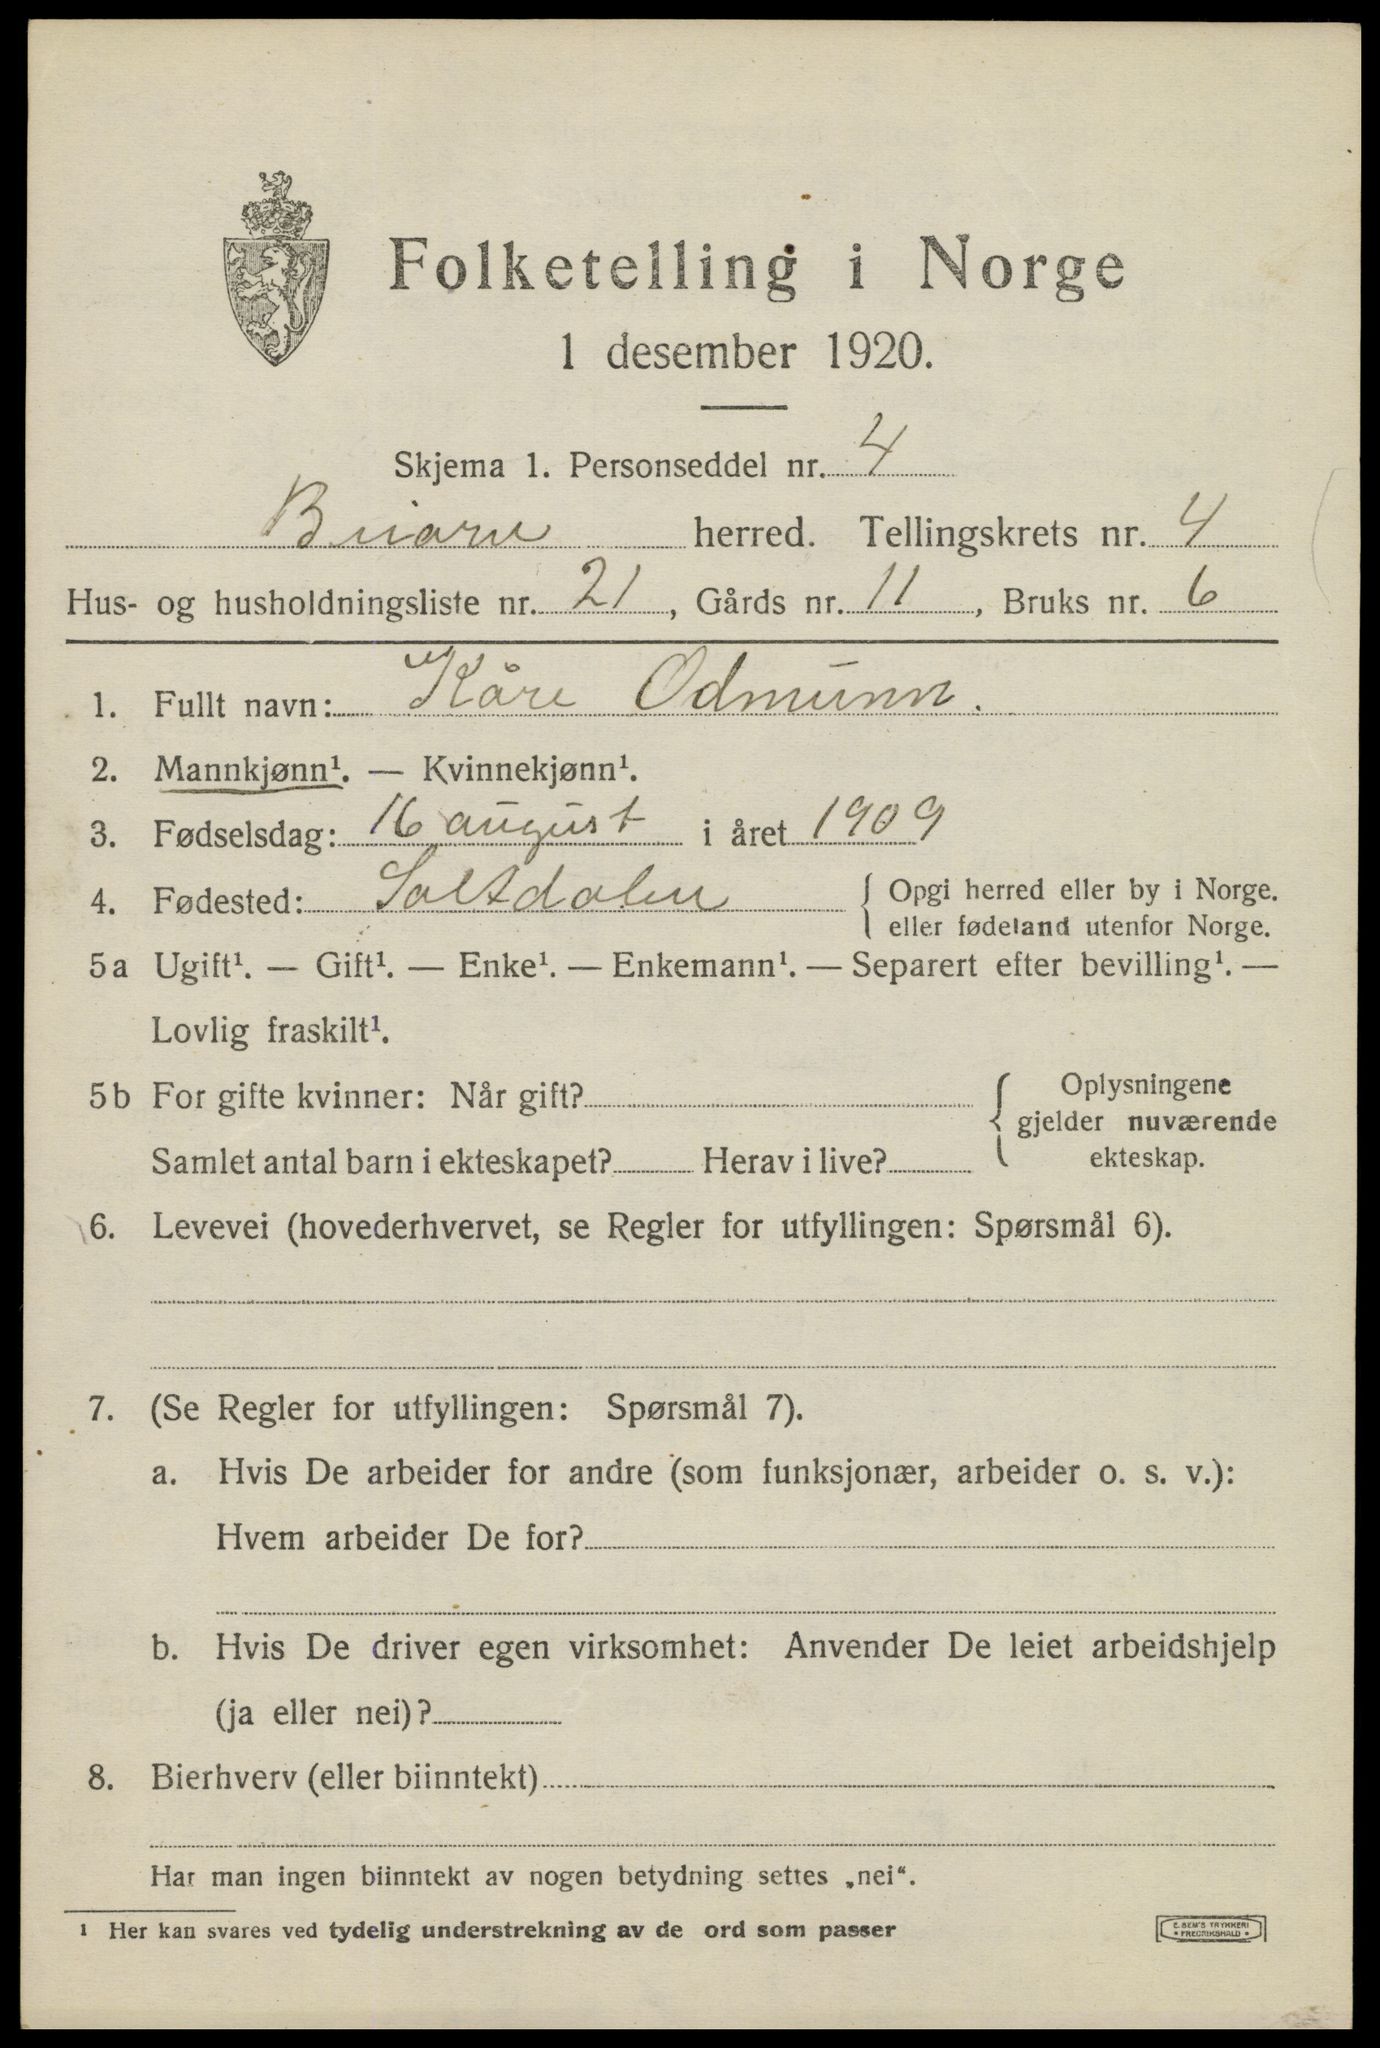 Folketelling i Norge
1 desember 1920.
Skjema 1. Personseddel nr. 4
Beiarn herred. Tellingskrets nr. 4
Hus- og husholdningsliste nr. 21, Gårds nr. 11, Bruks nr. 6
1. Fullt navn: Kåre Odmunn.
2. Mannkjønn¹. — Kvinnekjønn¹.
3. Fødselsdag: 16 august i året 1909
4. Fødested: Saltdalen { Opgi herred eller by i Norge.
eller fødeland utenfor Norge.
5a Ugift¹. — Gift¹. — Enke¹. — Enkemann¹. — Separert efter bevilling¹. —
Lovlig fraskilt¹.
5b For gifte kvinner: Når gift? { Oplysningene
gjelder nuværende
Samlet antal barn i ekteskapet? Herav i live? ekteskap.
6. Levevei (hovederhvervet, se Regler for utfyllingen: Spørsmål 6).
7. (Se Regler for utfyllingen: Spørsmål 7).
a. Hvis De arbeider for andre (som funksjonær, arbeider o. s. v.):
Hvem arbeider De for?
b. Hvis De driver egen virksomhet: Anvender De leiet arbeidshjelp
(ja eller nei)?
8. Bierhverv (eller biinntekt)
Har man ingen biinntekt av nogen betydning settes „nei“.
1 Her kan svares ved tydelig understrekning av de ord som passer
E. SEM'S TRYKKERI
• FREDRIKSHALD •